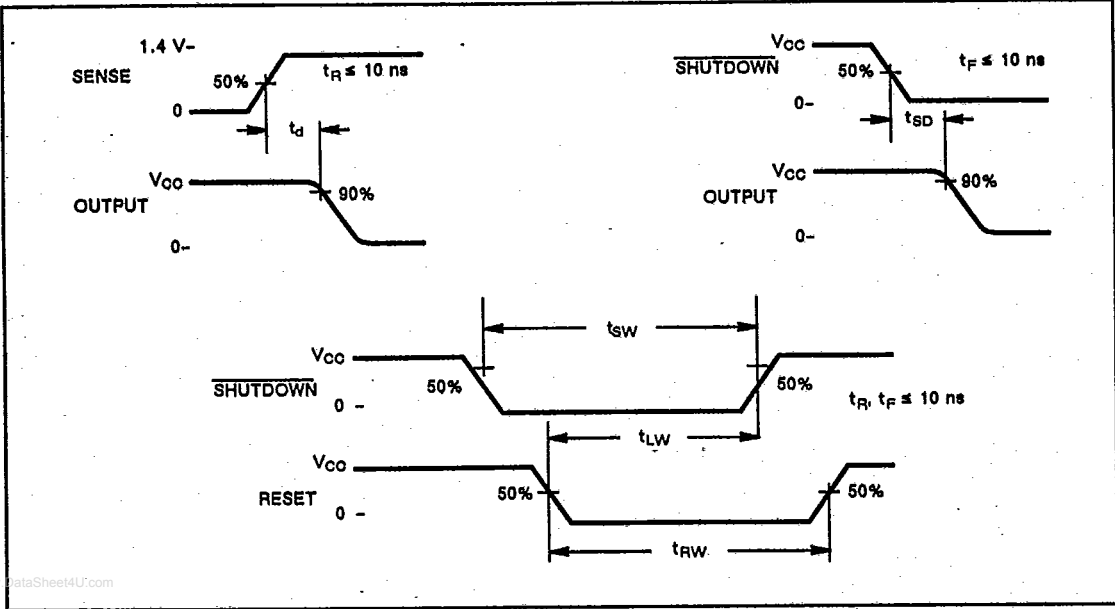 1.4 V–
SENSE
50%
tR ≤ 10 ns
0
td
VCC
90%
OUTPUT
0–
VCC
SHUTDOWN
50%
tF ≤ 10 ns
0–
tSD
VCC
90%
OUTPUT
0–
tSW
VCC
SHUTDOWN
50%
50%
tR, tF ≤ 10 ns
0 –
tLW
VCC
RESET
50%
50%
0 –
tRW
DataSheet4U.com